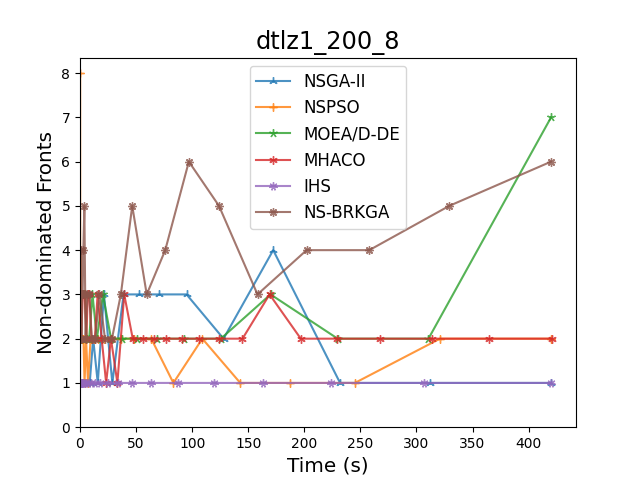 dtlz1_200_8
Non-dominated Fronts
8
7
6
5
4
3
2
1
0
NSGA-II
NSPSO
MOEA/D-DE
MHACO
IHS
NS-BRKGA
0 50 100 150 200 250 300 350 400
Time (s)